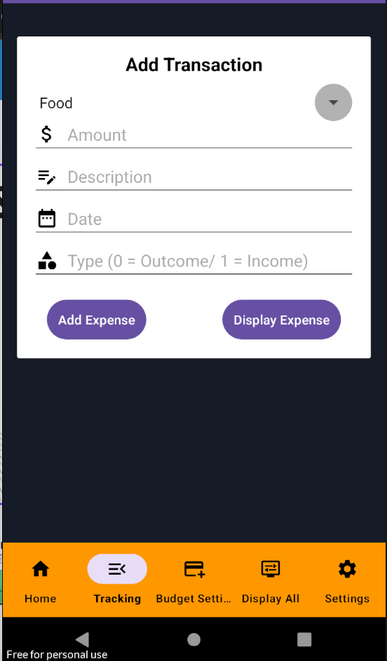 Add Transaction
Food
Amount
Description
Date
Type (0 = Outcome/ 1 = Income)
Add Expense Display Expense
Home Tracking Budget Setti... Display All Settings
Free for personal use